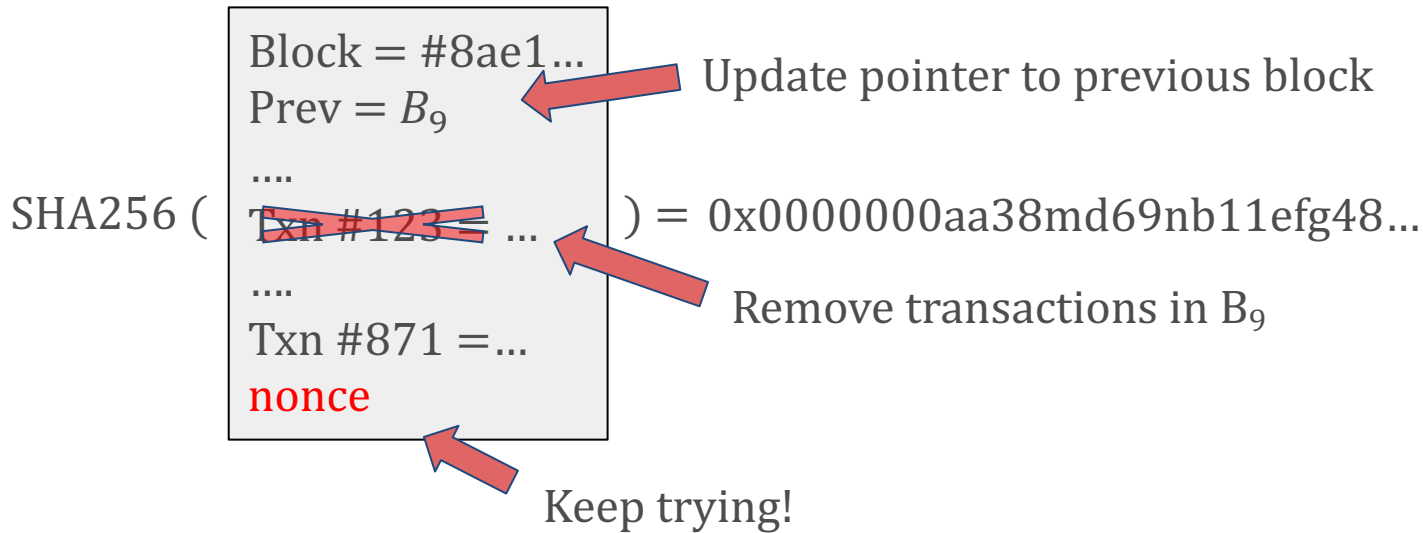 Block = #8ae1…
Update pointer to previous block
Prev = B₉
….
SHA256 ( Txn #123 = … ) = 0x0000000aa38md69nb11efg48…
….
Remove transactions in B₉
Txn #871 =…
nonce
Keep trying!